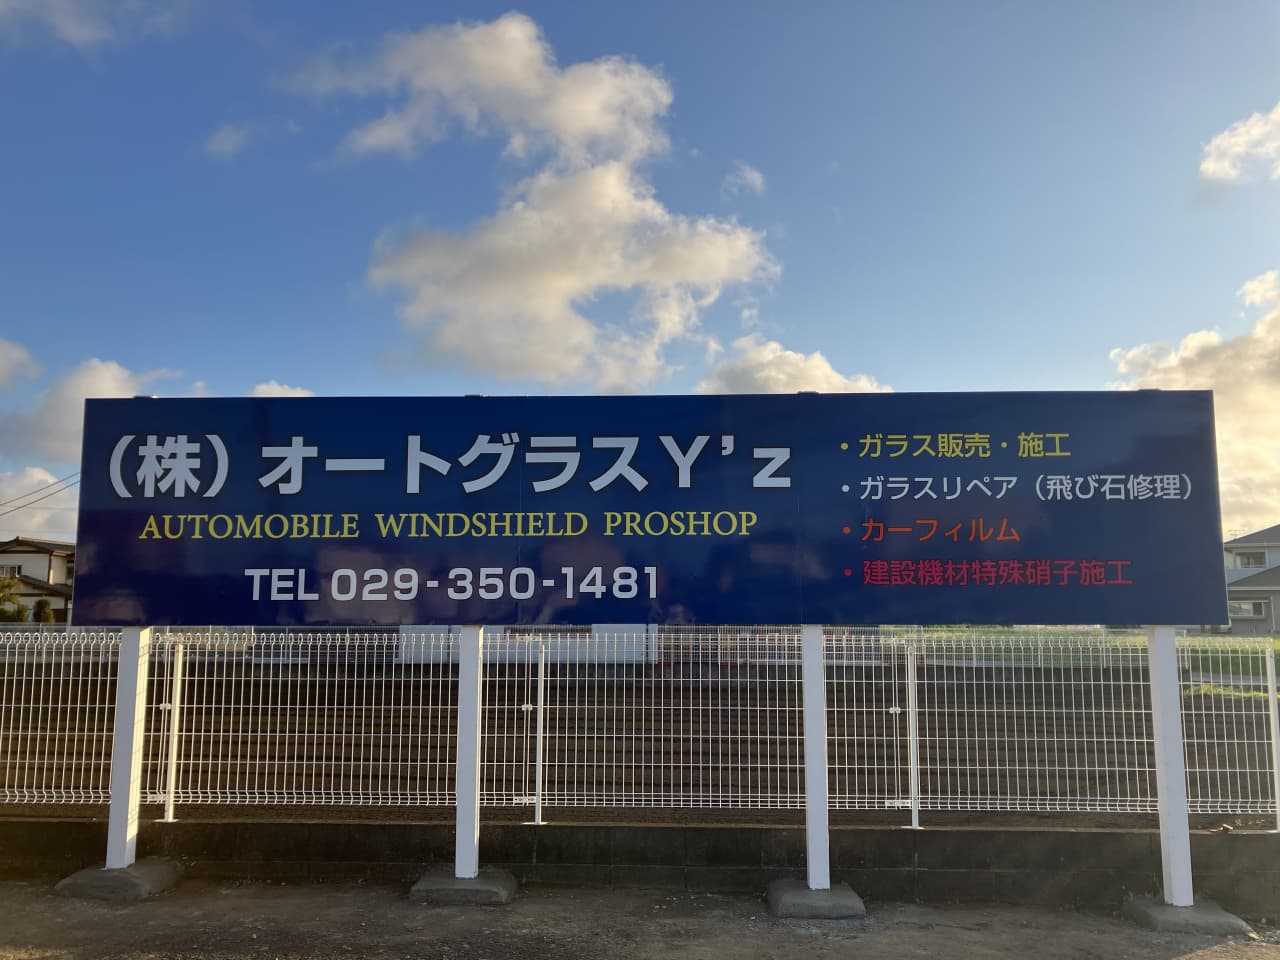 （株）オートグラスＹ’ｚ
AUTOMOBILE WINDSHIELD PROSHOP
TEL 029-350-1481
・ガラス販売・施工
・ガラスリペア（飛び石修理）
・カーフィルム
・建設機材特殊硝子施工